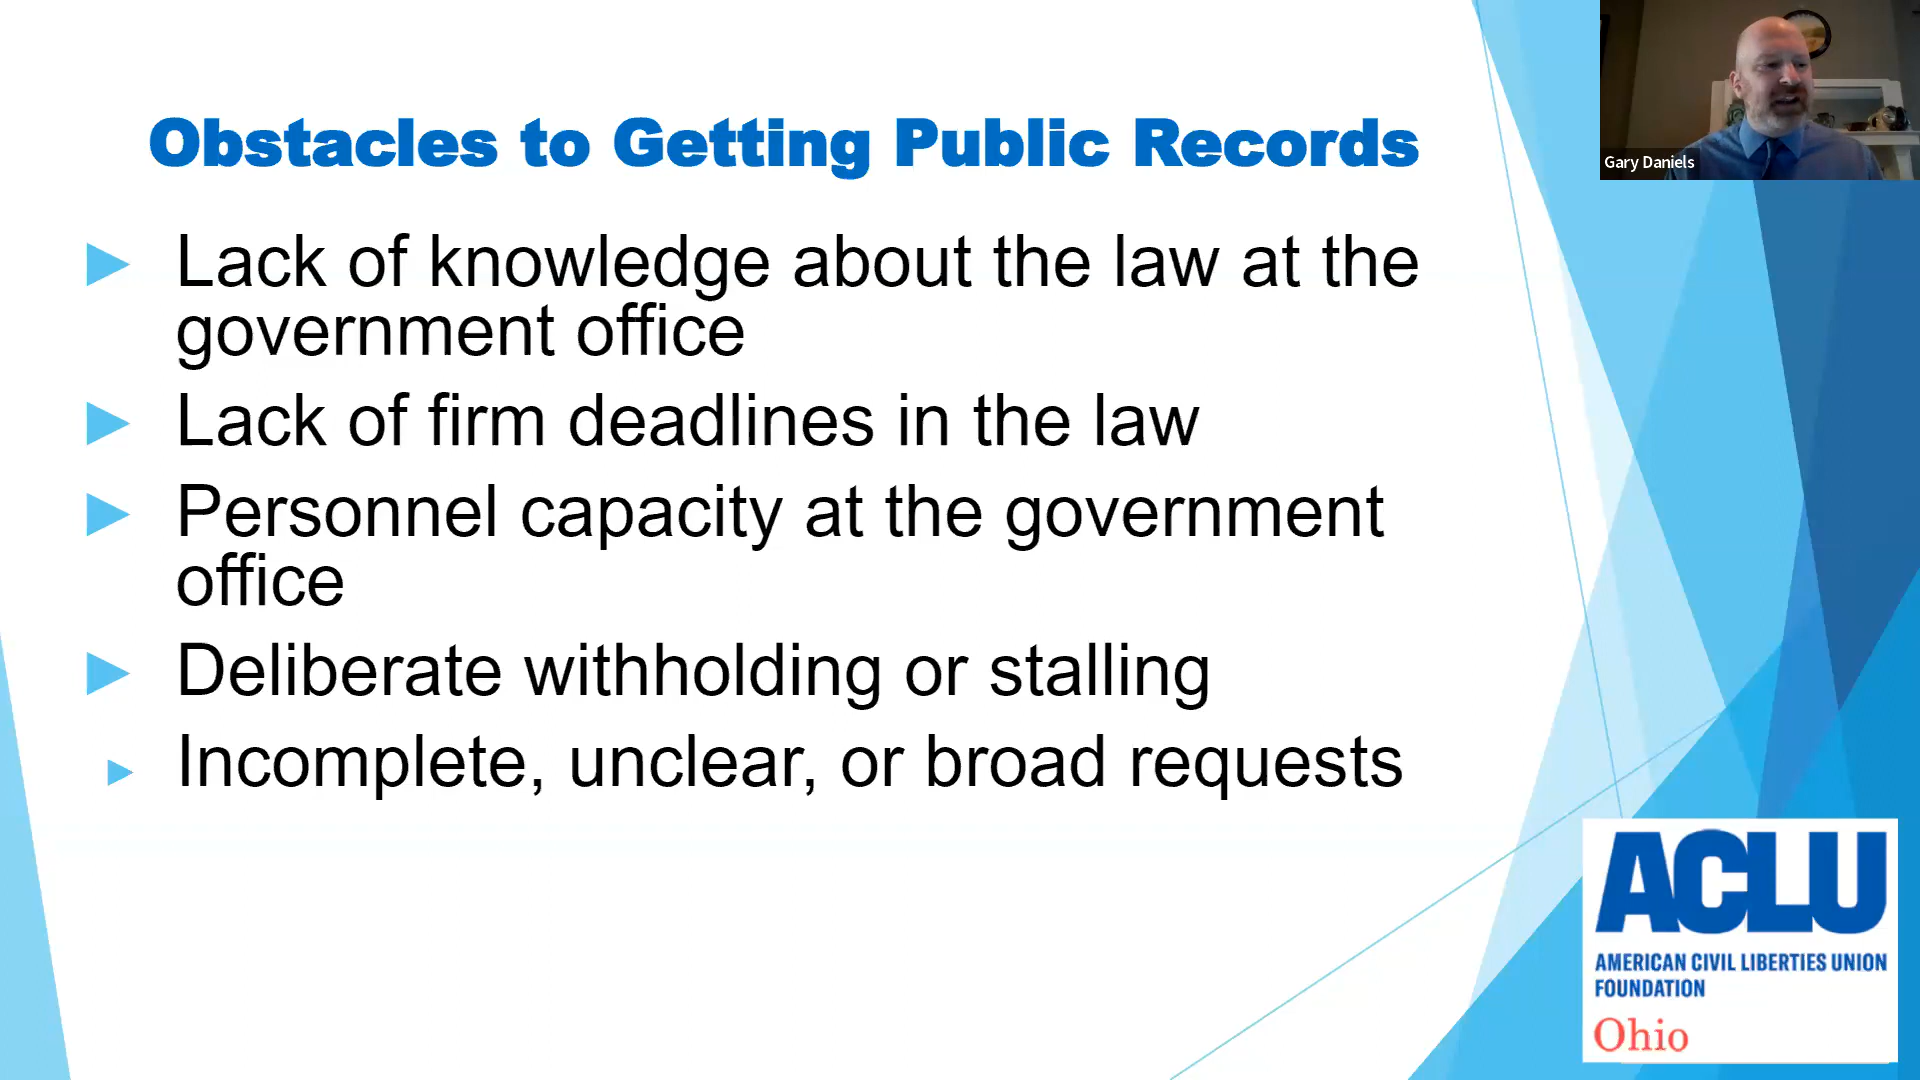 Obstacles to Getting Public Records
Lack of knowledge about the law at the
government office
Lack of firm deadlines in the law
Personnel capacity at the government
office
Deliberate withholding or stalling
Incomplete, unclear, or broad requests
Gary Daniels
ACLU
AMERICAN CIVIL LIBERTIES UNION
FOUNDATION
Ohio